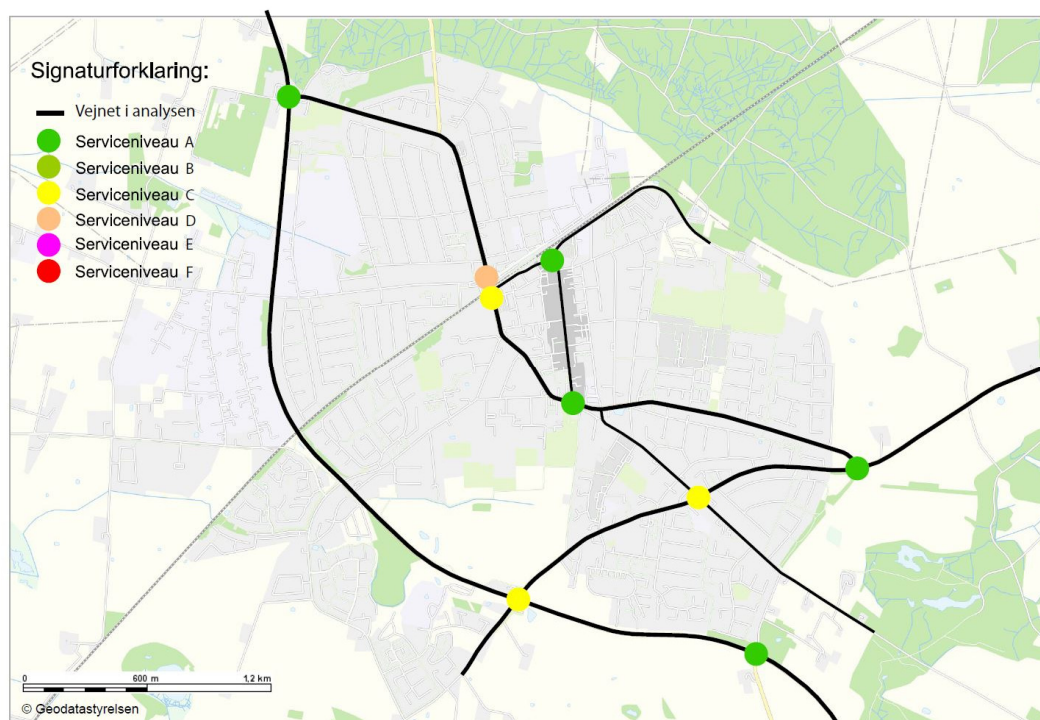 Signaturforklaring:
Vejnet i analysen
Serviceniveau A
Serviceniveau B
Serviceniveau C
Serviceniveau D
Serviceniveau E
Serviceniveau F
0 600 m 1,2 km
© Geodatastyrelsen